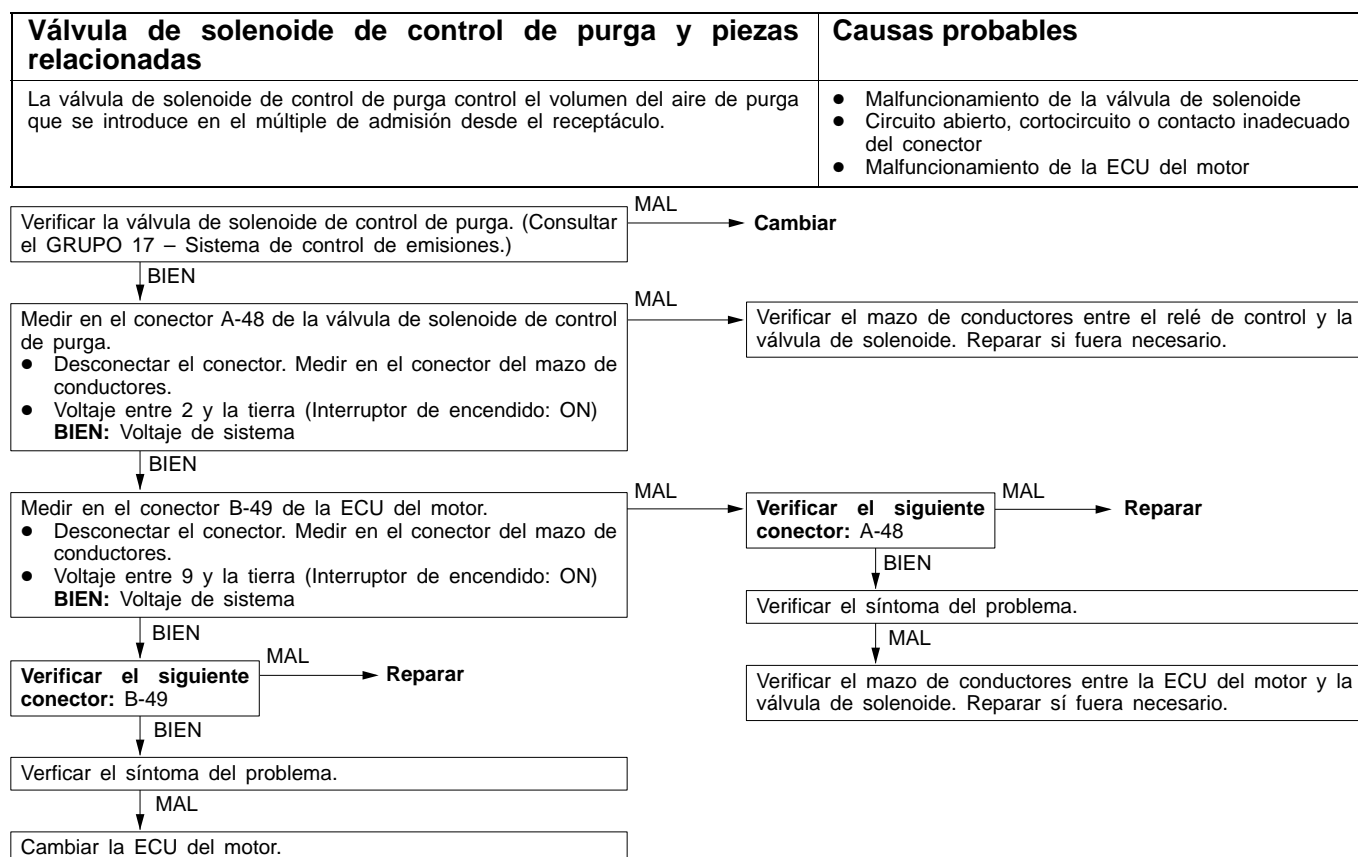 Válvula de solenoide de control de purga y piezas
relacionadas
Causas probables
La válvula de solenoide de control de purga control el volumen del aire de purga
que se introduce en el múltiple de admisión desde el receptáculo.
● Malfuncionamiento de la válvula de solenoide
● Circuito abierto, cortocircuito o contacto inadecuado
del conector
● Malfuncionamiento de la ECU del motor
Verificar la válvula de solenoide de control de purga. (Consultar
el GRUPO 17 – Sistema de control de emisiones.)
MAL
Cambiar
BIEN
Medir en el conector A-48 de la válvula de solenoide de control
de purga.
● Desconectar el conector. Medir en el conector del mazo de
conductores.
● Voltaje entre 2 y la tierra (Interruptor de encendido: ON)
BIEN: Voltaje de sistema
MAL
Verificar el mazo de conductores entre el relé de control y la
válvula de solenoide. Reparar si fuera necesario.
BIEN
Medir en el conector B-49 de la ECU del motor.
● Desconectar el conector. Medir en el conector del mazo de
conductores.
● Voltaje entre 9 y la tierra (Interruptor de encendido: ON)
BIEN: Voltaje de sistema
MAL
Verificar el siguiente
conector: A-48
MAL
Reparar
BIEN
Verificar el síntoma del problema.
MAL
Verificar el mazo de conductores entre la ECU del motor y la
válvula de solenoide. Reparar sí fuera necesario.
BIEN
Verificar el siguiente
conector: B-49
MAL
Reparar
BIEN
Verficar el síntoma del problema.
MAL
Cambiar la ECU del motor.